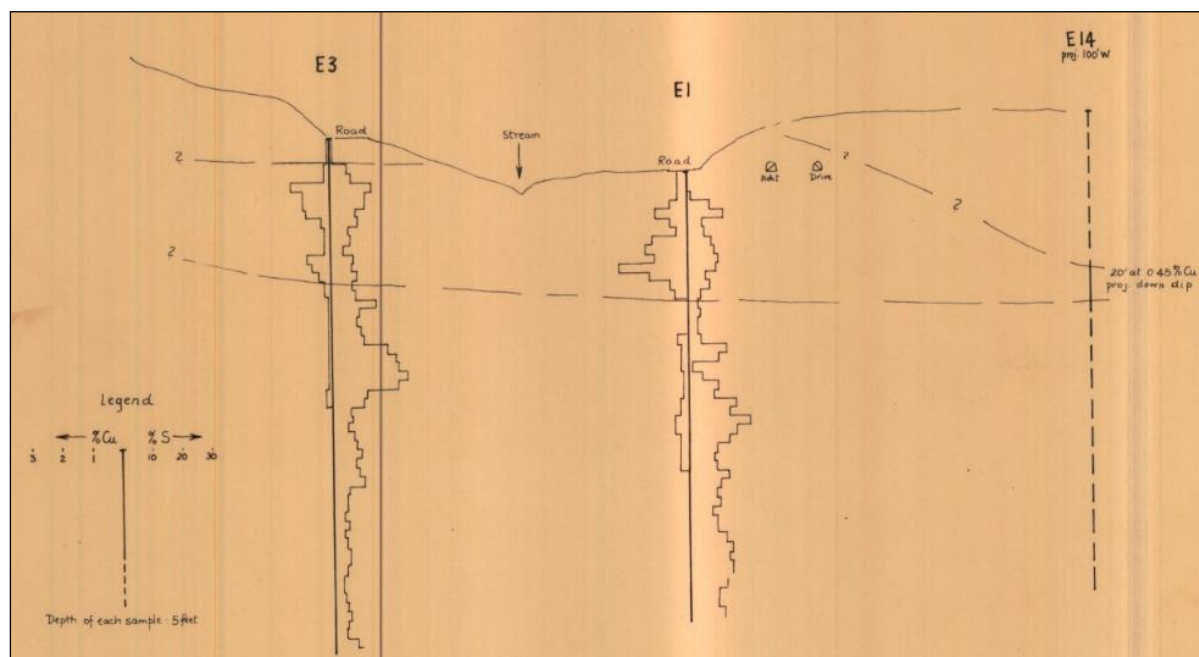 E14
proj. 100'W
E3
E1
Road
Stream
Road
?
?
Adit
Drive
?
?
20' at 0.45% Cu
proj. down dip
Legend
% Cu
% S
3 2 1 10 20 30
Depth of each sample : 5 feet